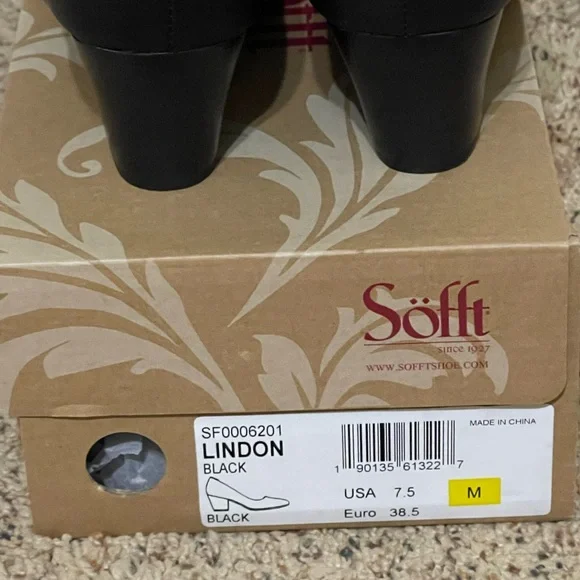 Söfft
since 1927
WWW.SOFFTSHOE.COM
SF0006201
LINDON
BLACK
BLACK
MADE IN CHINA
1 90135 61322 7
USA 7.5 M
Euro 38.5